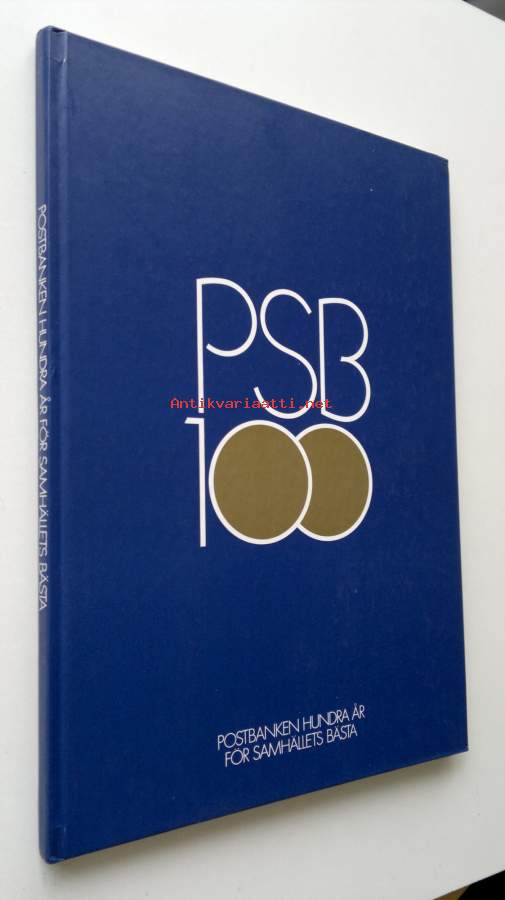 POSTBANKEN HUNDRA ÅR FÖR SAMHÄLLETS BÄSTA
PSB
Antikvariaatti.net
100
POSTBANKEN HUNDRA ÅR
FÖR SAMHÄLLETS BÄSTA